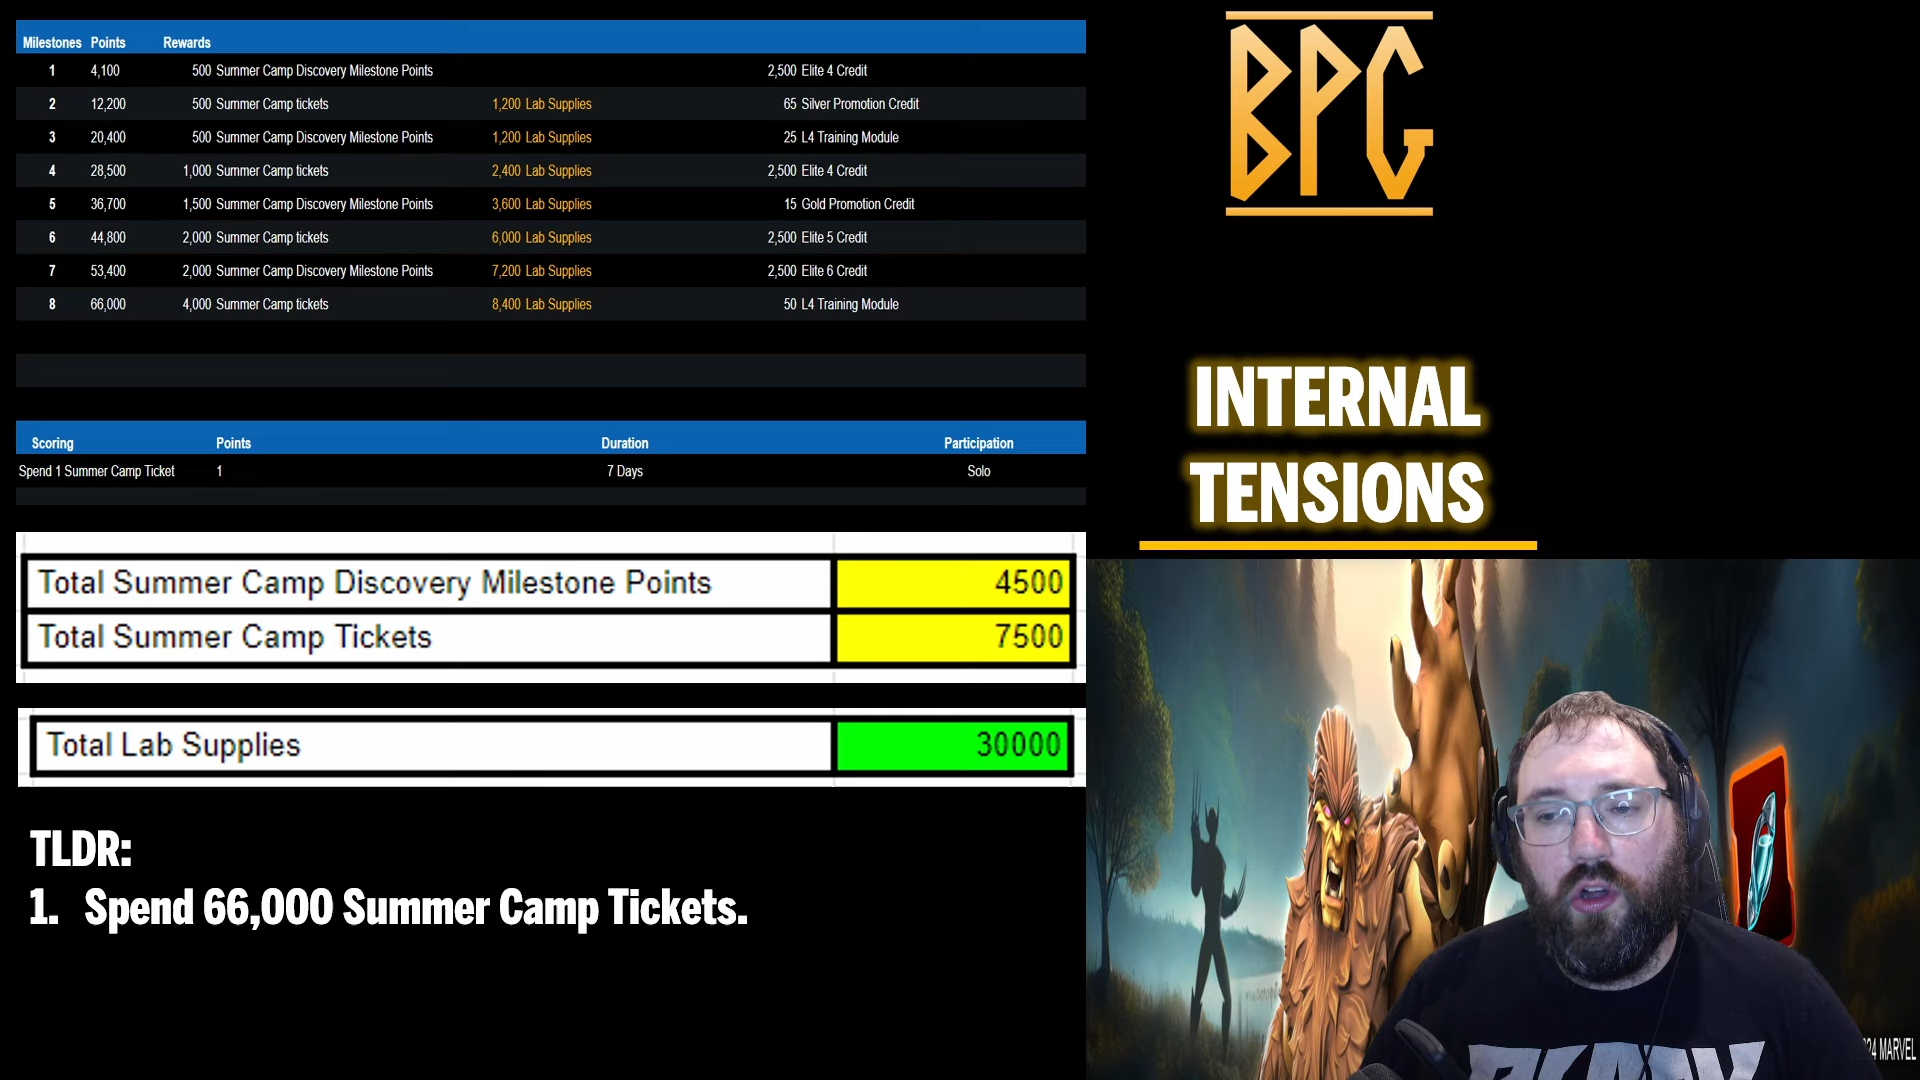 Milestones Points Rewards
1 4,100 500 Summer Camp Discovery Milestone Points 2,500 Elite 4 Credit
2 12,200 500 Summer Camp tickets 1,200 Lab Supplies 65 Silver Promotion Credit
3 20,400 500 Summer Camp Discovery Milestone Points 1,200 Lab Supplies 25 L4 Training Module
4 28,500 1,000 Summer Camp tickets 2,400 Lab Supplies 2,500 Elite 4 Credit
5 36,700 1,500 Summer Camp Discovery Milestone Points 3,600 Lab Supplies 15 Gold Promotion Credit
6 44,800 2,000 Summer Camp tickets 6,000 Lab Supplies 2,500 Elite 5 Credit
7 53,400 2,000 Summer Camp Discovery Milestone Points 7,200 Lab Supplies 2,500 Elite 6 Credit
8 66,000 4,000 Summer Camp tickets 8,400 Lab Supplies 50 L4 Training Module
Scoring Points Duration Participation
Spend 1 Summer Camp Ticket 1 7 Days Solo
Total Summer Camp Discovery Milestone Points 4500
Total Summer Camp Tickets 7500
Total Lab Supplies 30000
TLDR:
1. Spend 66,000 Summer Camp Tickets.
BPG
INTERNAL
TENSIONS
MARVEL